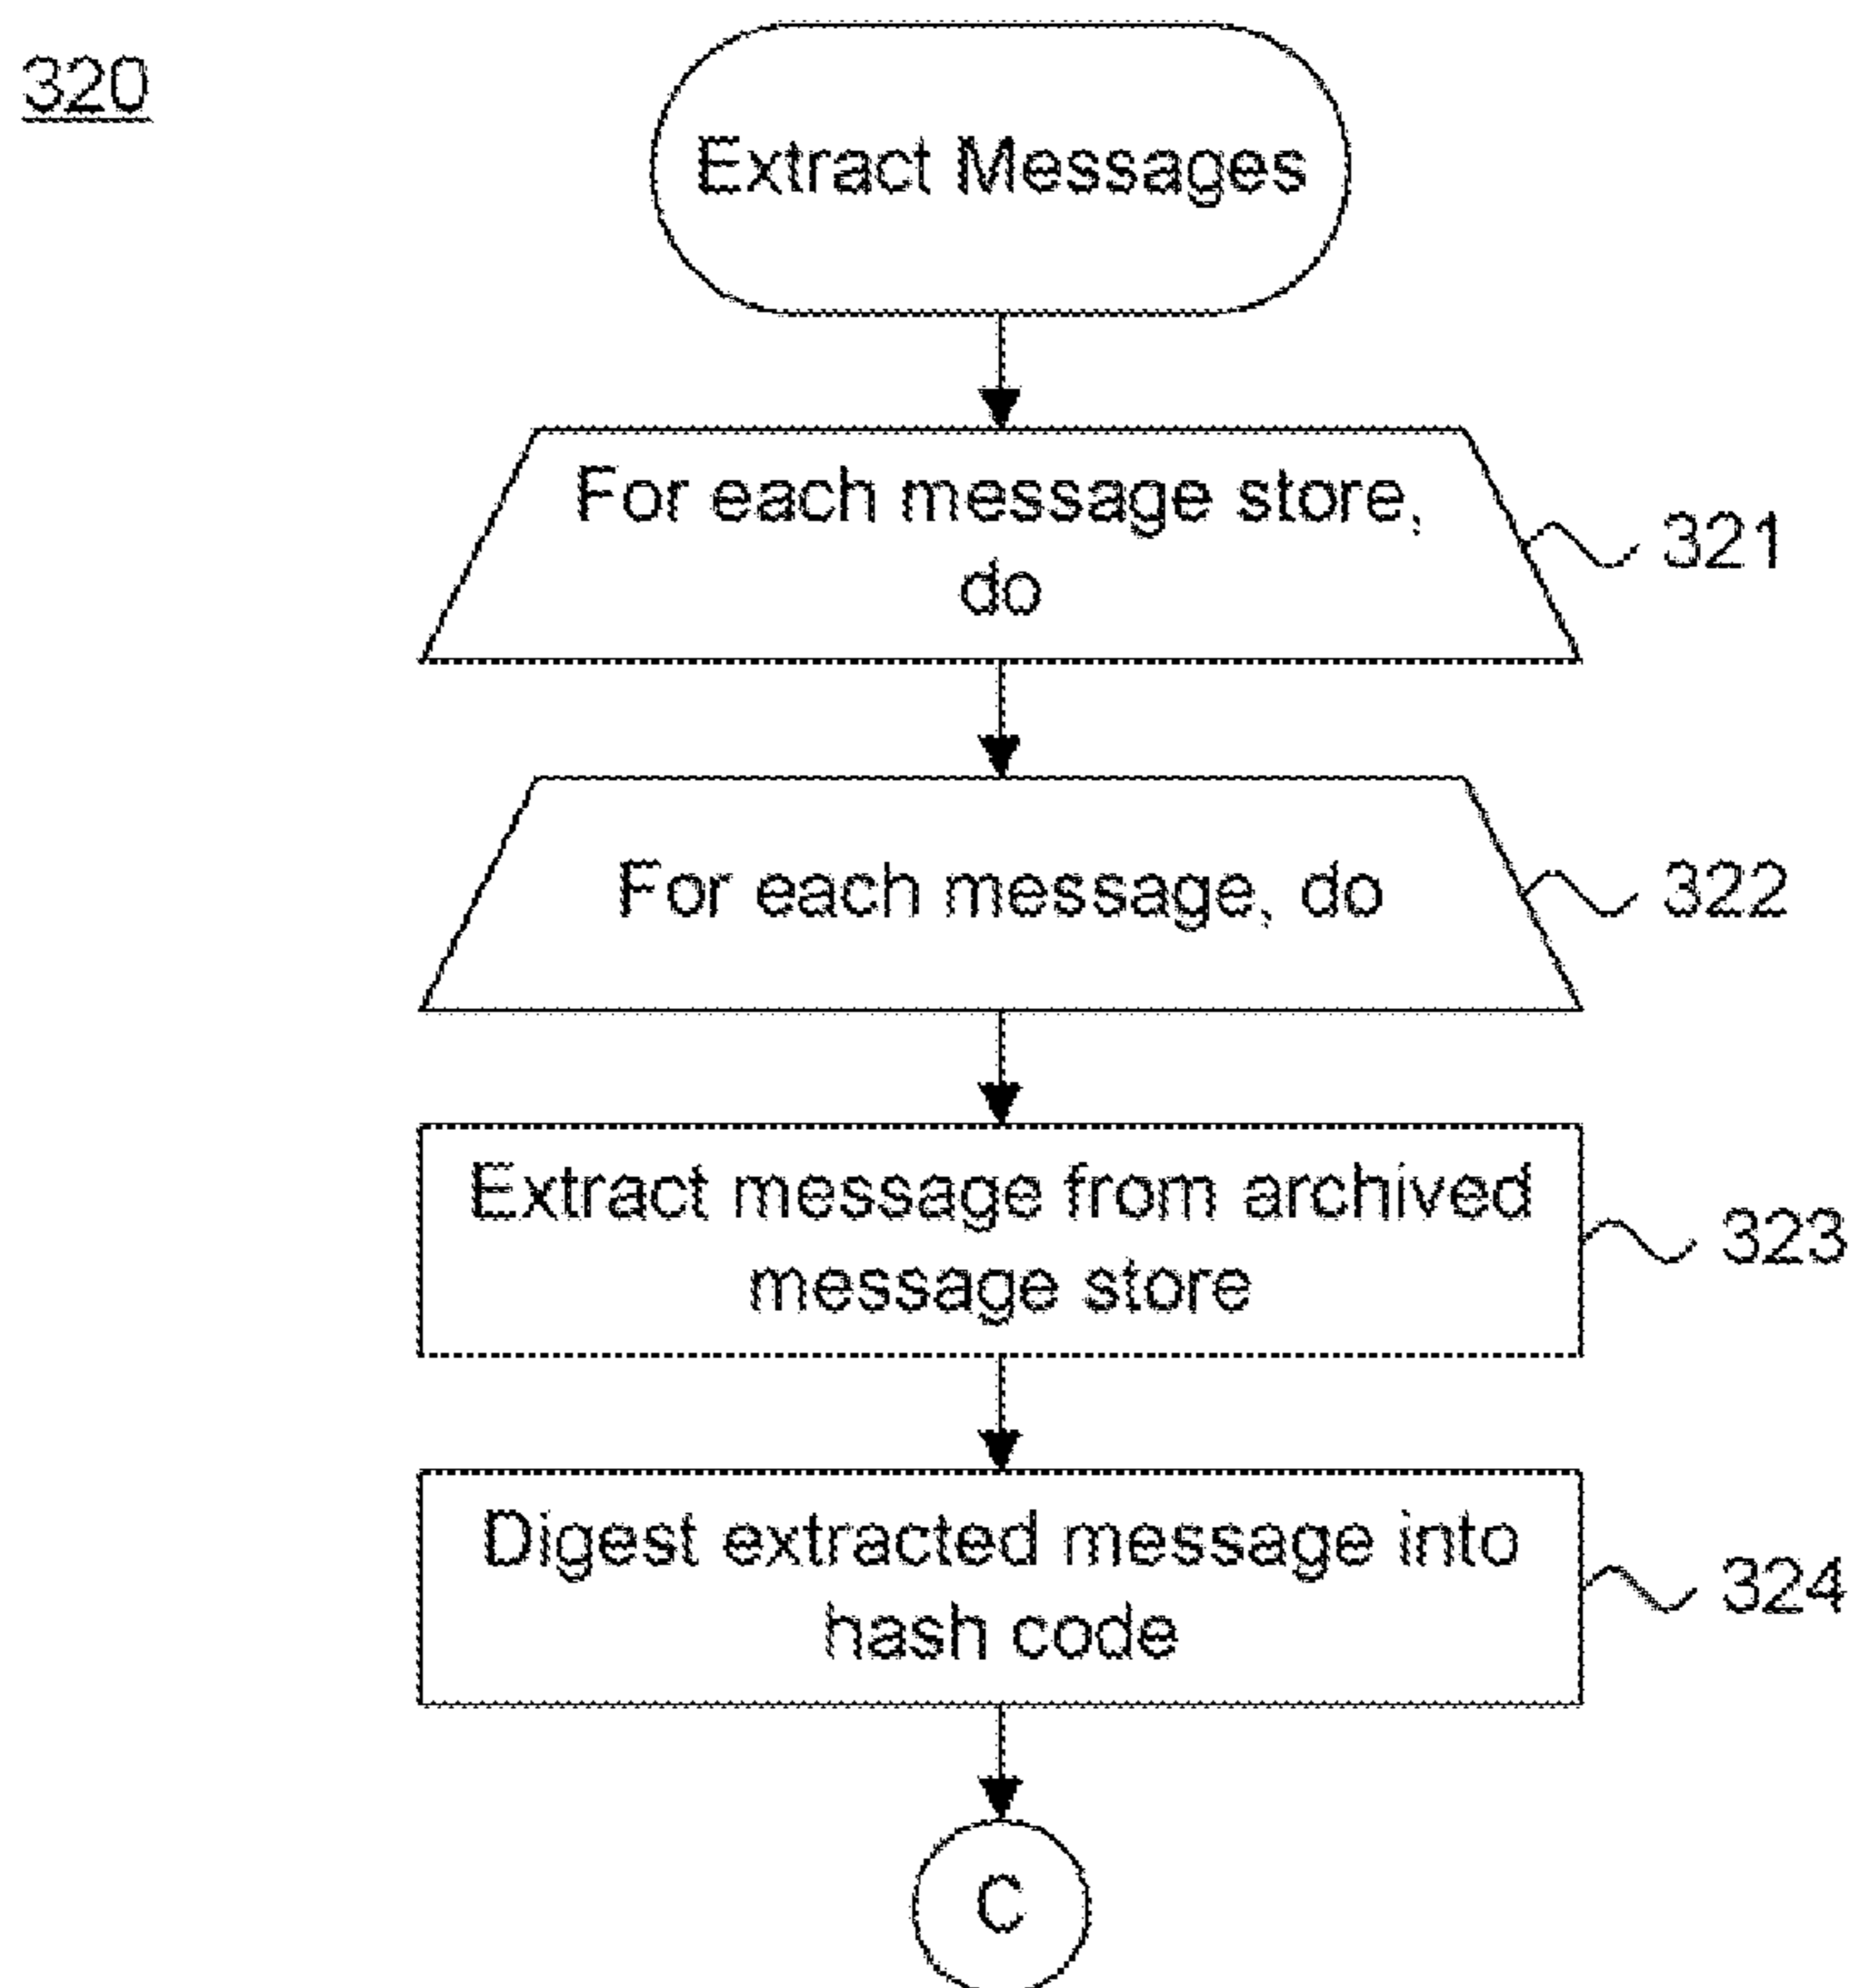 320
Extract Messages
For each message store,
do
321
For each message, do
322
Extract message from archived
message store
323
Digest extracted message into
hash code
324
C